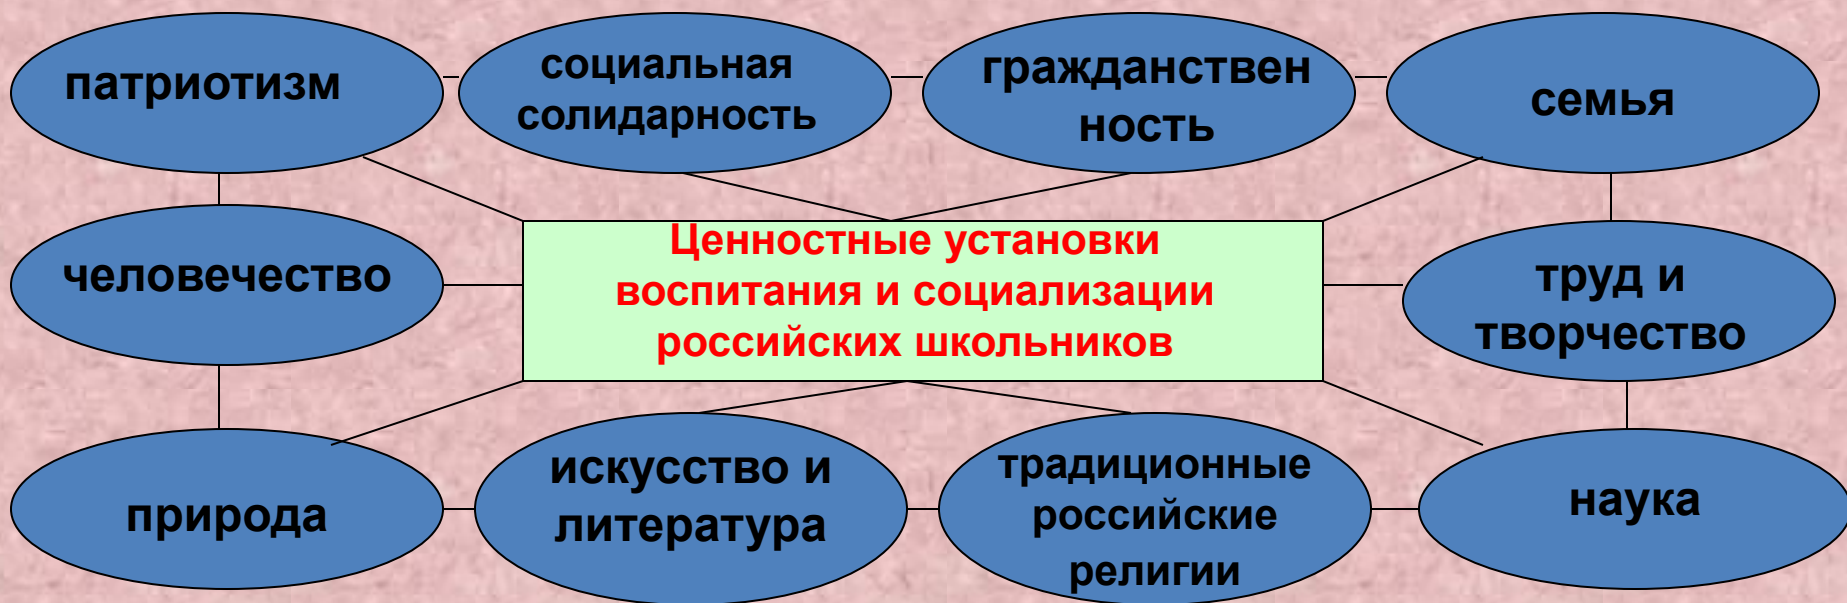 патриотизм
социальная
солидарность
гражданствен
ность
семья
Ценностные установки
воспитания и социализации
российских школьников
человечество
труд и
творчество
природа
искусство и
литература
традиционные
российские
религии
наука